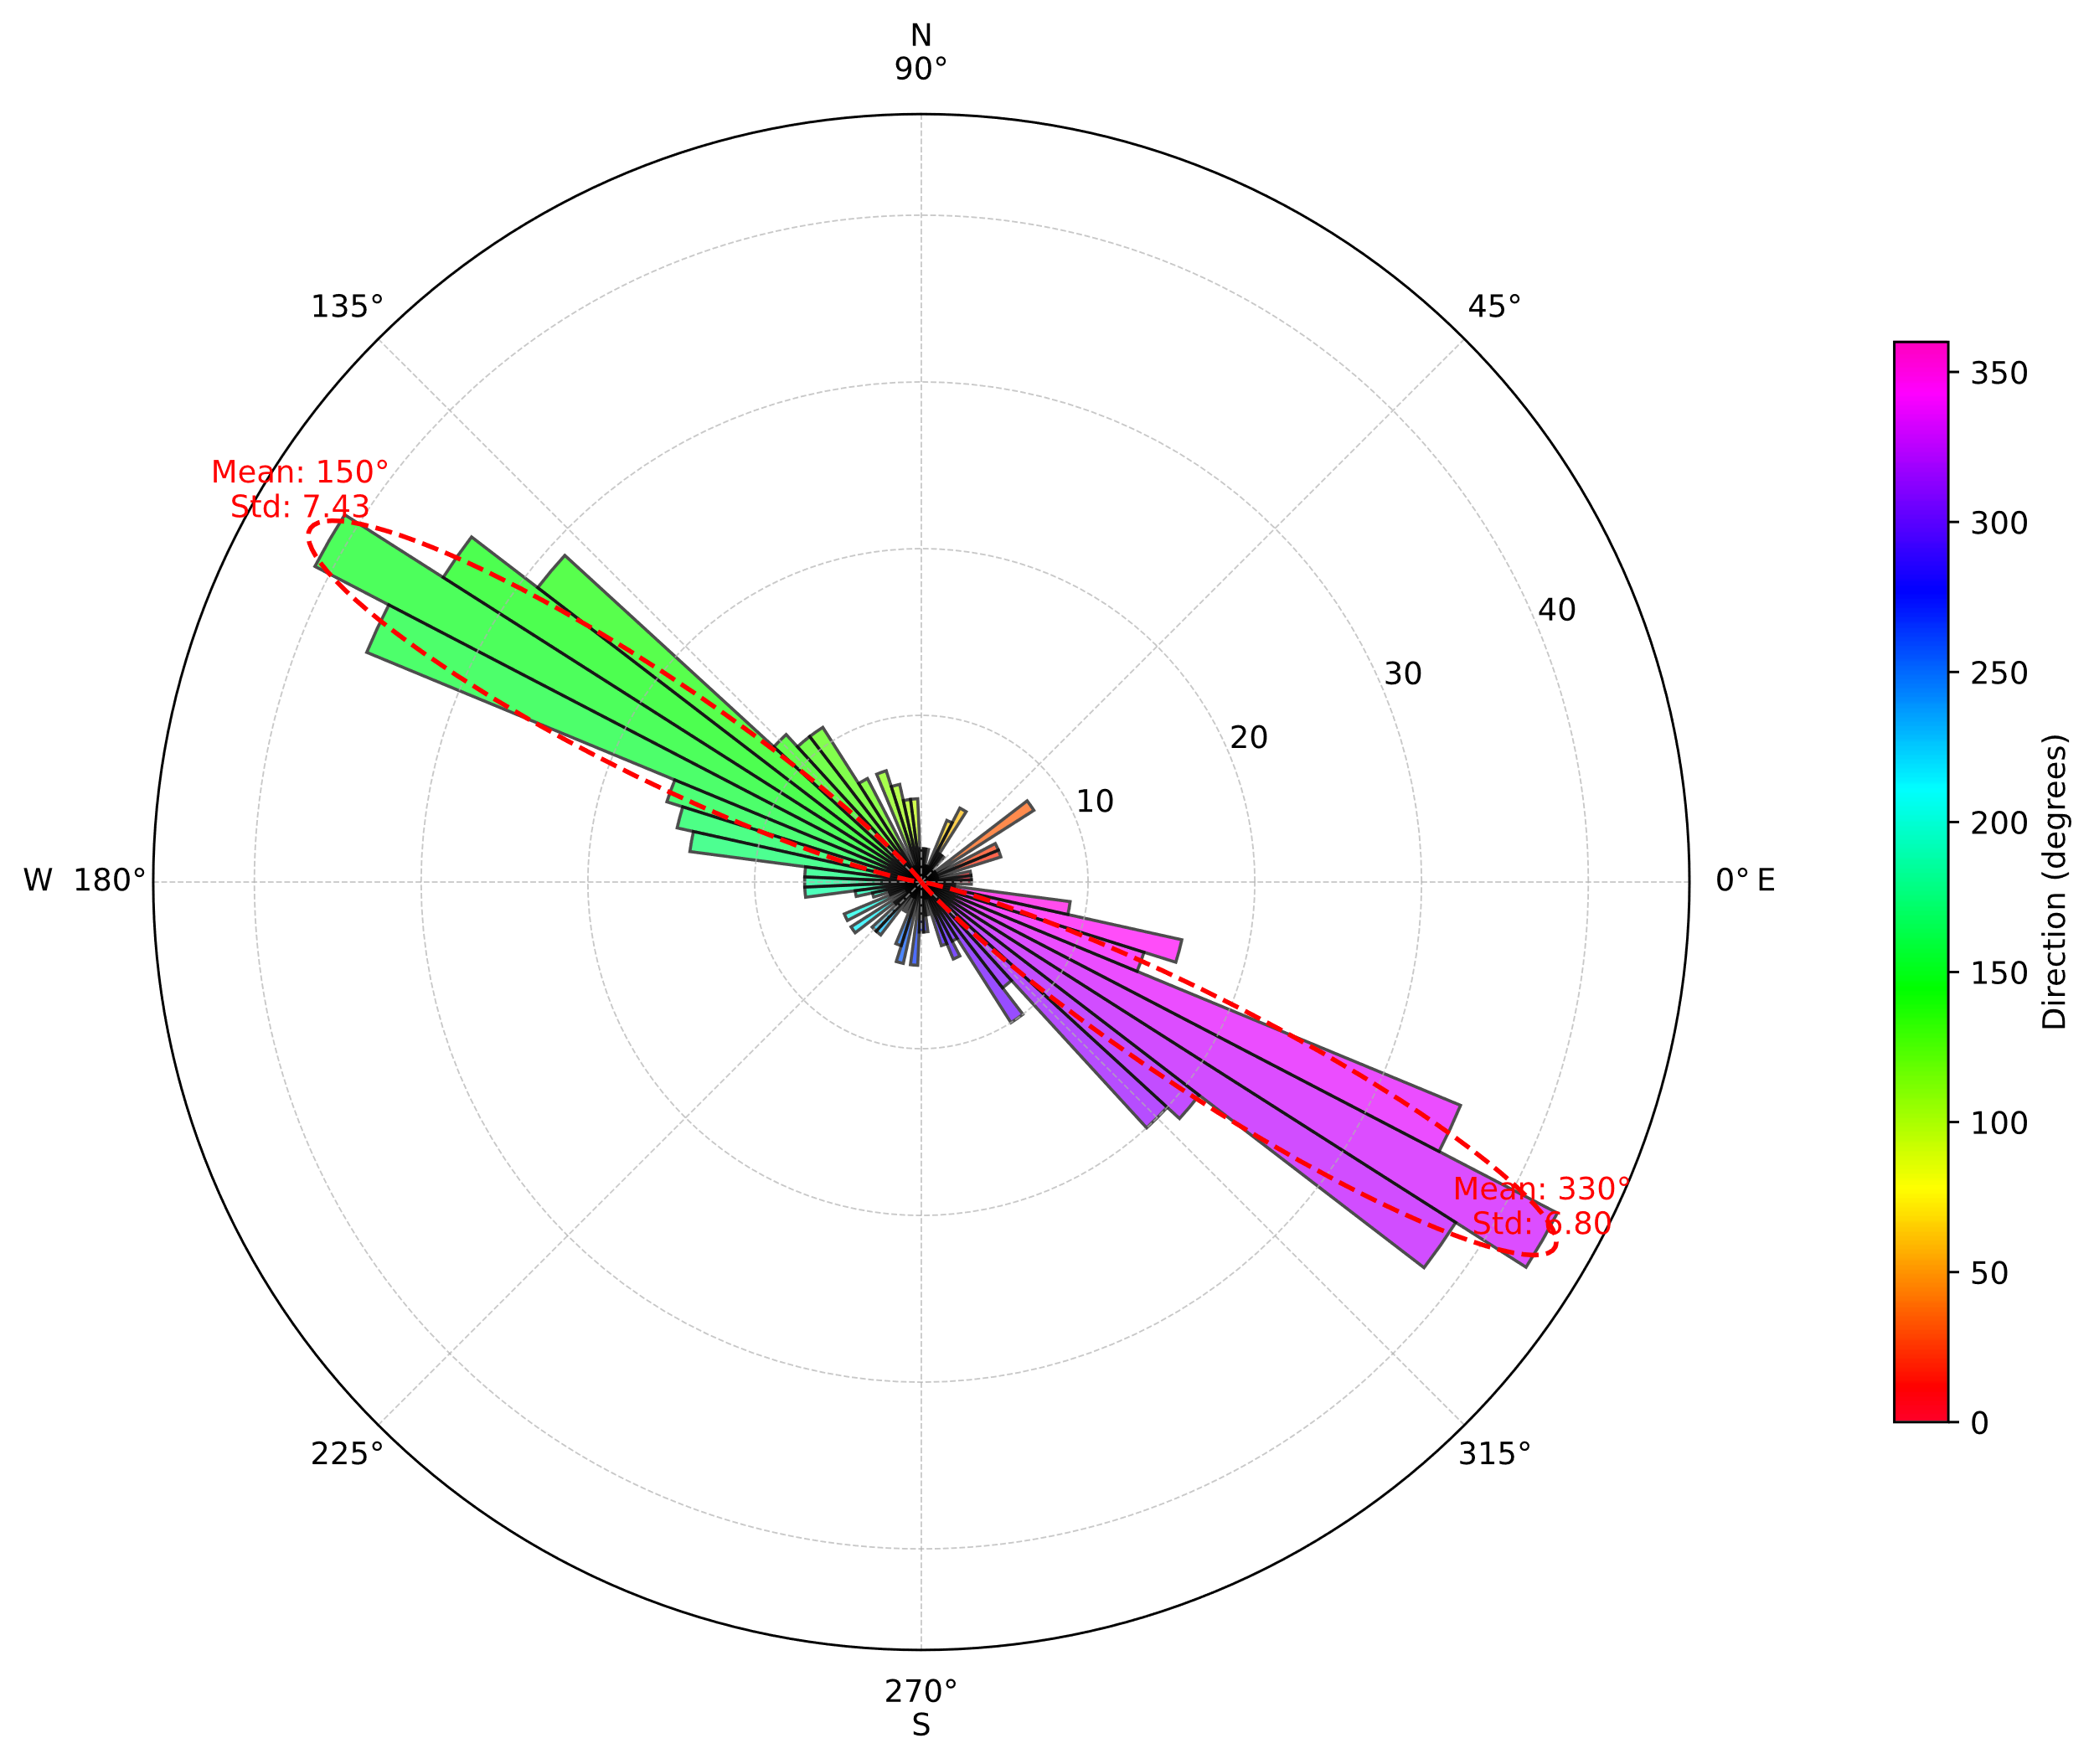 N
90°
135°
45°
350
Mean: 150°
Std: 7.43
300
40
30
250
20
Direction (degrees)
10
200
W 180°
0° E
150
100
Mean: 330°
Std: 6.80
50
0
225°
315°
270°
S